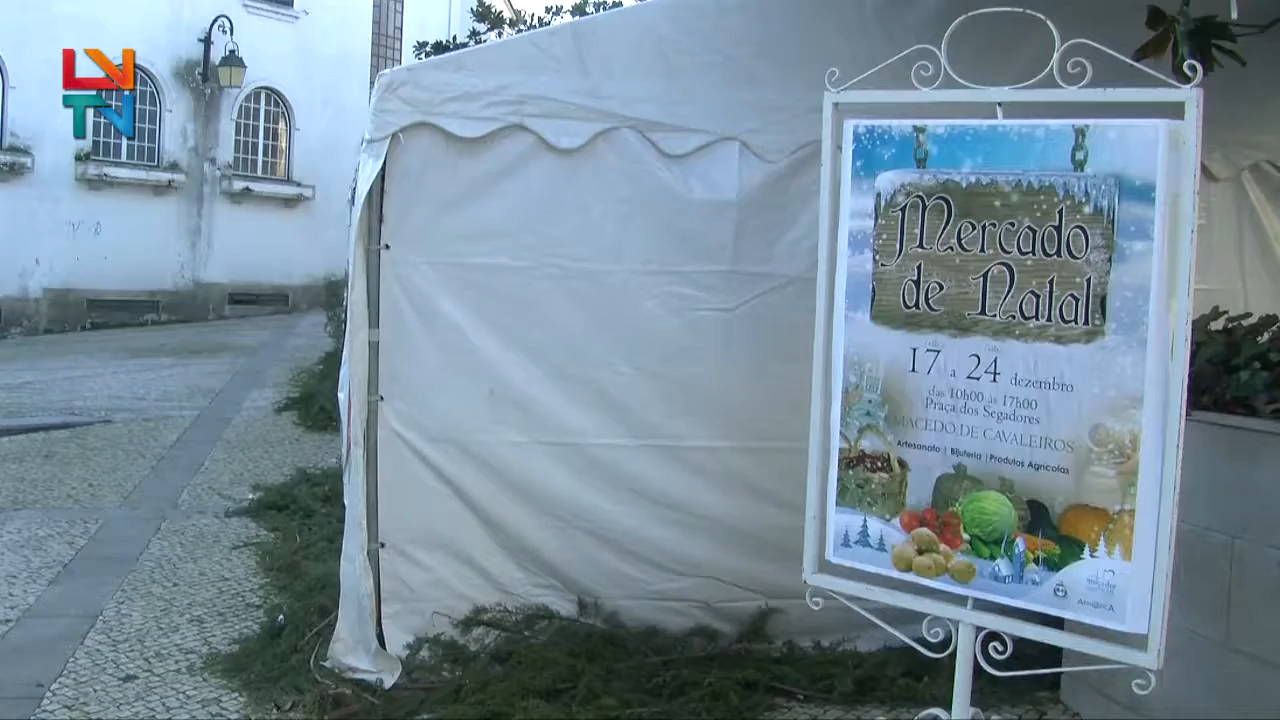 LV
TV
Mercado
de Natal
17 a 24 dezembro
das 10h00 às 17h00
Praça dos Segadores
MACEDO DE CAVALEIROS
Artesanato | Bijuteria | Produtos Agrícolas